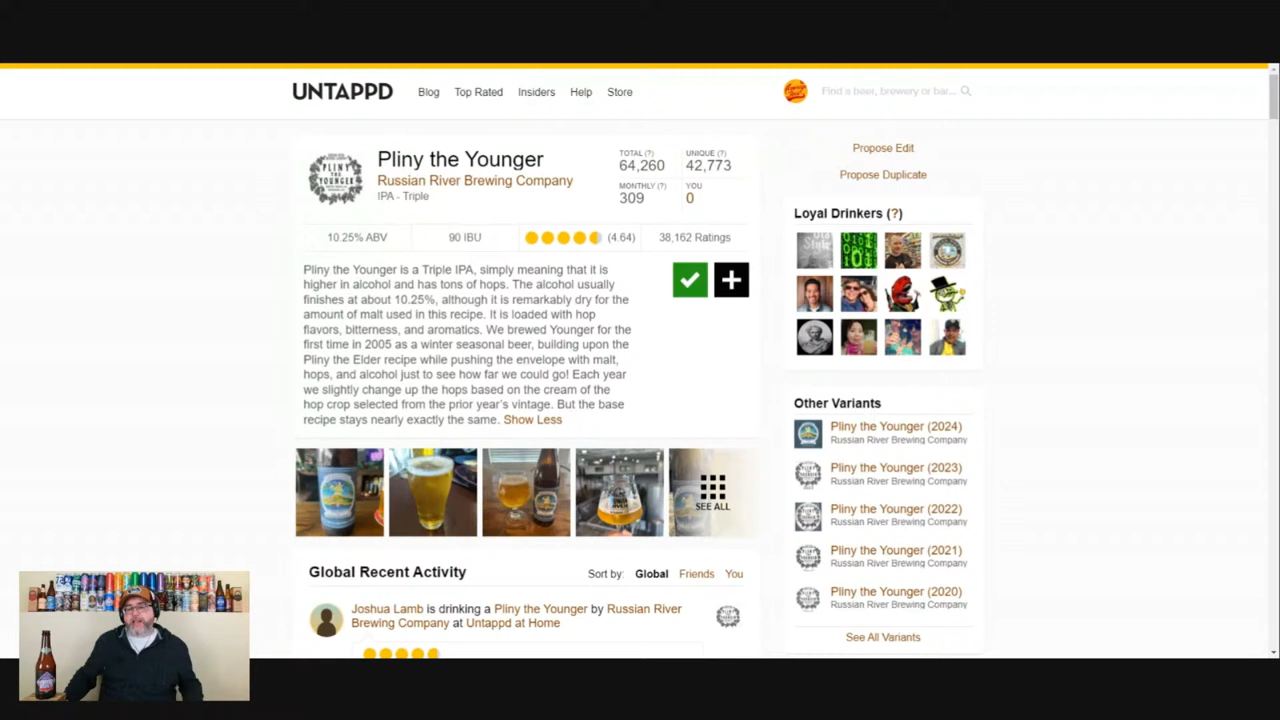 UNTAPPD
Blog Top Rated Insiders Help Store
Find a beer, brewery or bar...
Pliny the Younger
Russian River Brewing Company
IPA - Triple
TOTAL (?) UNIQUE (?)
64,260 42,773
MONTHLY (?) YOU
309 0
10.25% ABV 90 IBU (4.64) 38,162 Ratings
Pliny the Younger is a Triple IPA, simply meaning that it is
higher in alcohol and has tons of hops. The alcohol usually
finishes at about 10.25%, although it is remarkably dry for the
amount of malt used in this recipe. It is loaded with hop
flavors, bitterness, and aromatics. We brewed Younger for the
first time in 2005 as a winter seasonal beer, building upon the
Pliny the Elder recipe while pushing the envelope with malt,
hops, and alcohol just to see how far we could go! Each year
we slightly change up the hops based on the cream of the
hop crop selected from the prior year's vintage. But the base
recipe stays nearly exactly the same. Show Less
SEE ALL
Global Recent Activity
Sort by: Global Friends You
Joshua Lamb is drinking a Pliny the Younger by Russian River
Brewing Company at Untappd at Home
Propose Edit
Propose Duplicate
Loyal Drinkers (?)
Other Variants
Pliny the Younger (2024)
Russian River Brewing Company
Pliny the Younger (2023)
Russian River Brewing Company
Pliny the Younger (2022)
Russian River Brewing Company
Pliny the Younger (2021)
Russian River Brewing Company
Pliny the Younger (2020)
Russian River Brewing Company
See All Variants
PLINY
THE
YOUNGER